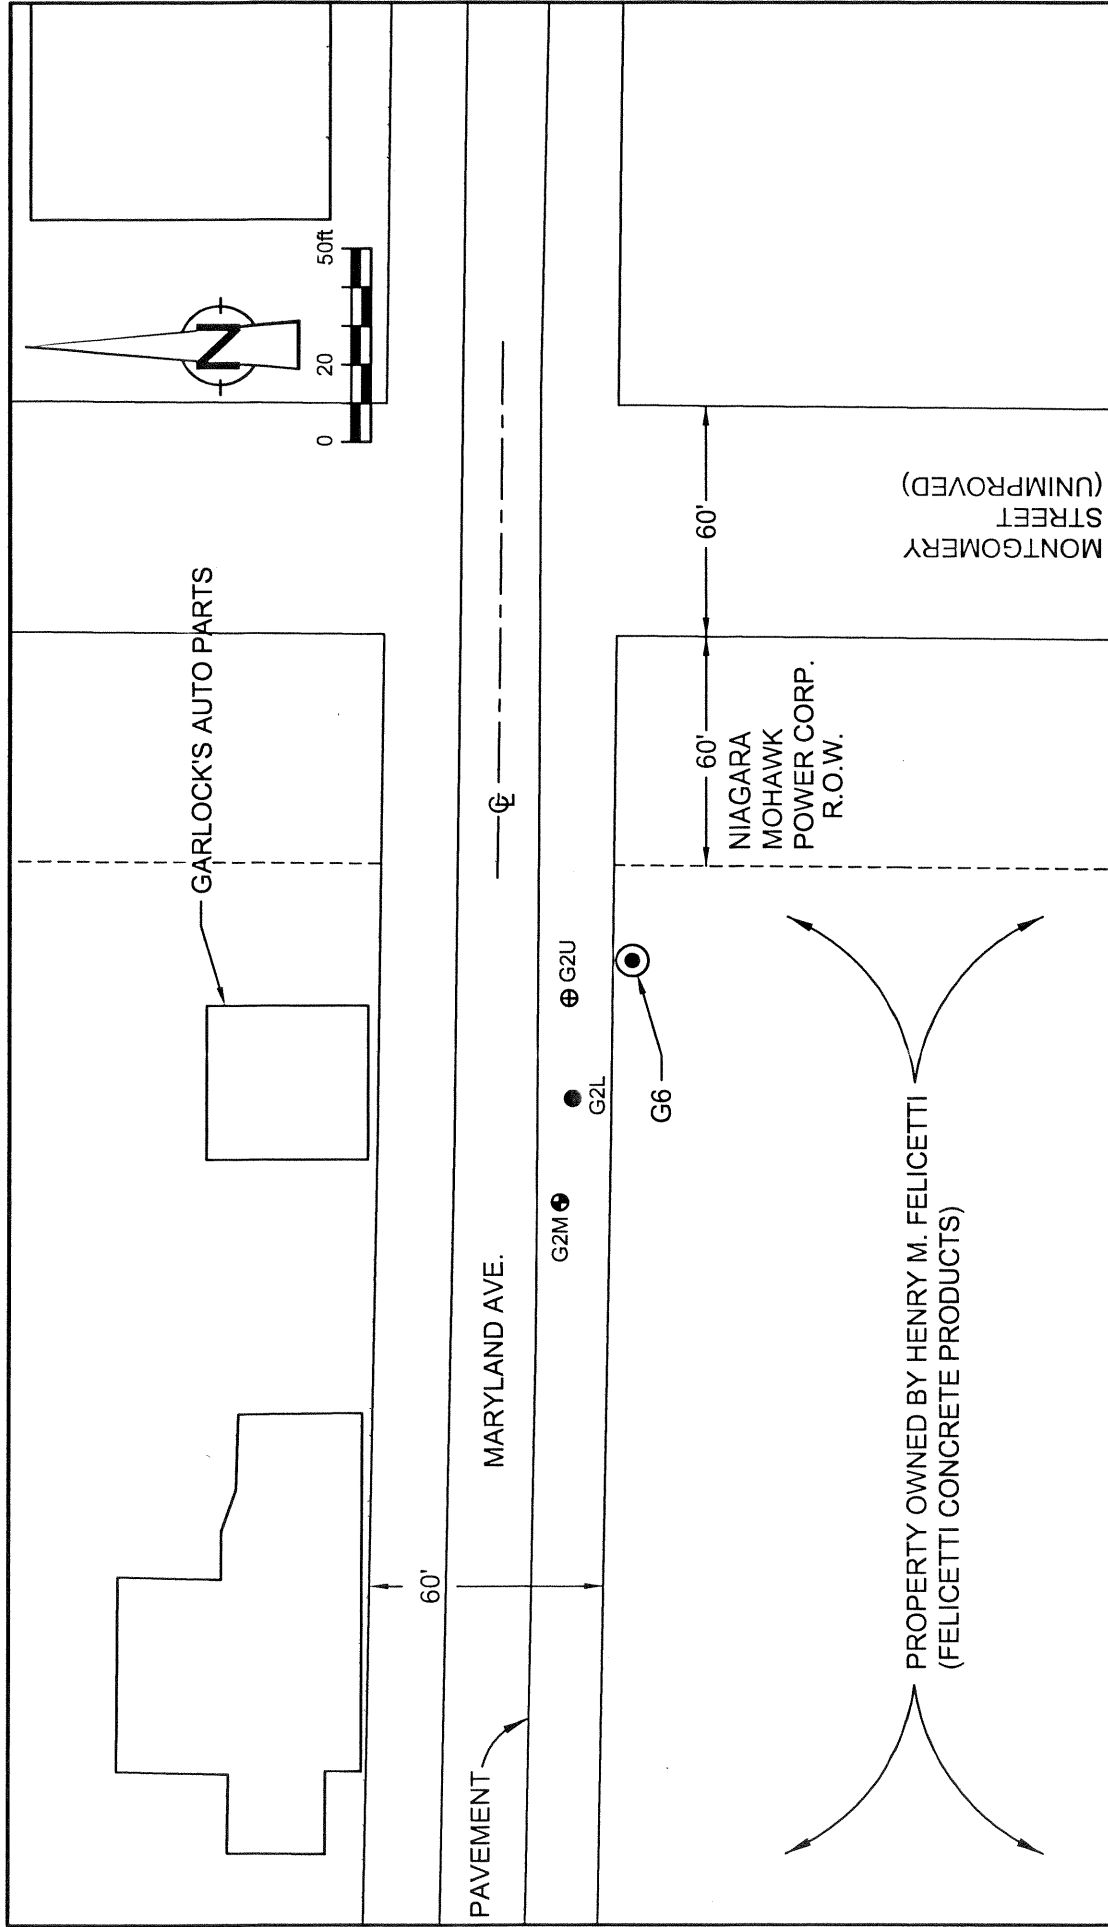 GARLOCK'S AUTO PARTS
N
0
20
50ft
60'
60'
MONTGOMERY
STREET
(UNIMPROVED)
NIAGARA
MOHAWK
POWER CORP.
R.O.W.
CL
G2U
G2L
G2M
G6
MARYLAND AVE.
60'
PAVEMENT
PROPERTY OWNED BY HENRY M. FELICETTI
(FELICETTI CONCRETE PRODUCTS)